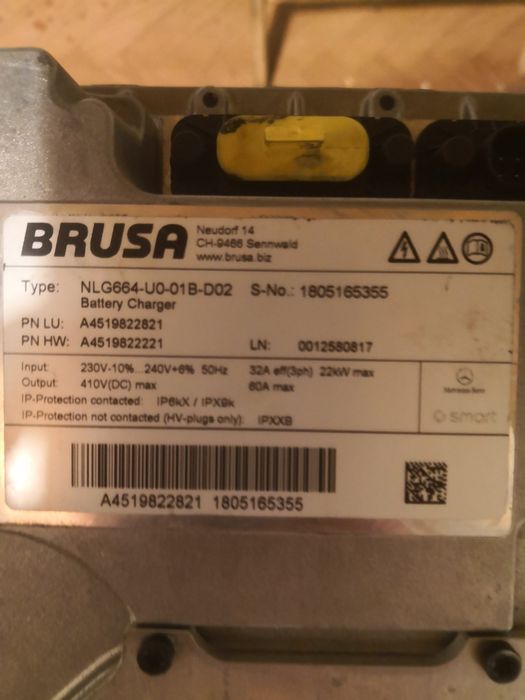 BRUSA
Neudorf 14
CH-9466 Sennwald
www.brusa.biz
Type: NLG664-U0-01B-D02 S-No.: 1805165355
Battery Charger
PN LU: A4519822821
PN HW: A4519822221 LN: 0012580817
Input: 230V-10%...240V+6% 50Hz 32A eff(3ph) 22kW max
Output: 410V(DC) max 60A max
IP-Protection contacted: IP6kX / IPX9k
IP-Protection not contacted (HV-plugs only): IPXXB
Mercedes-Benz
smart
A4519822821 1805165355